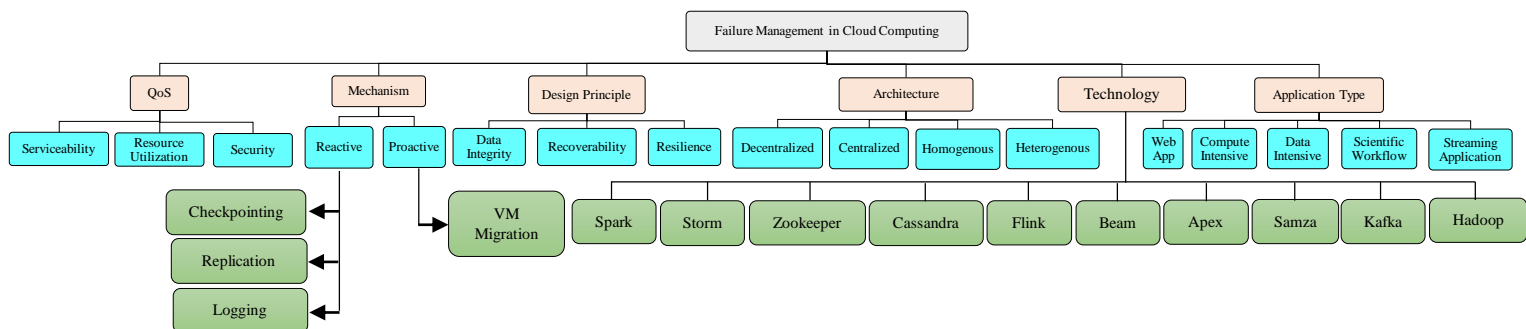 Failure Management in Cloud Computing
QoS
Mechanism
Design Principle
Architecture
Technology
Application Type
Serviceability
Resource
Utilization
Security
Reactive
Proactive
Data
Integrity
Recoverability
Resilience
Decentralized
Centralized
Homogenous
Heterogenous
Web
App
Compute
Intensive
Data
Intensive
Scientific
Workflow
Streaming
Application
Checkpointing
Replication
Logging
VM
Migration
Spark
Storm
Zookeeper
Cassandra
Flink
Beam
Apex
Samza
Kafka
Hadoop